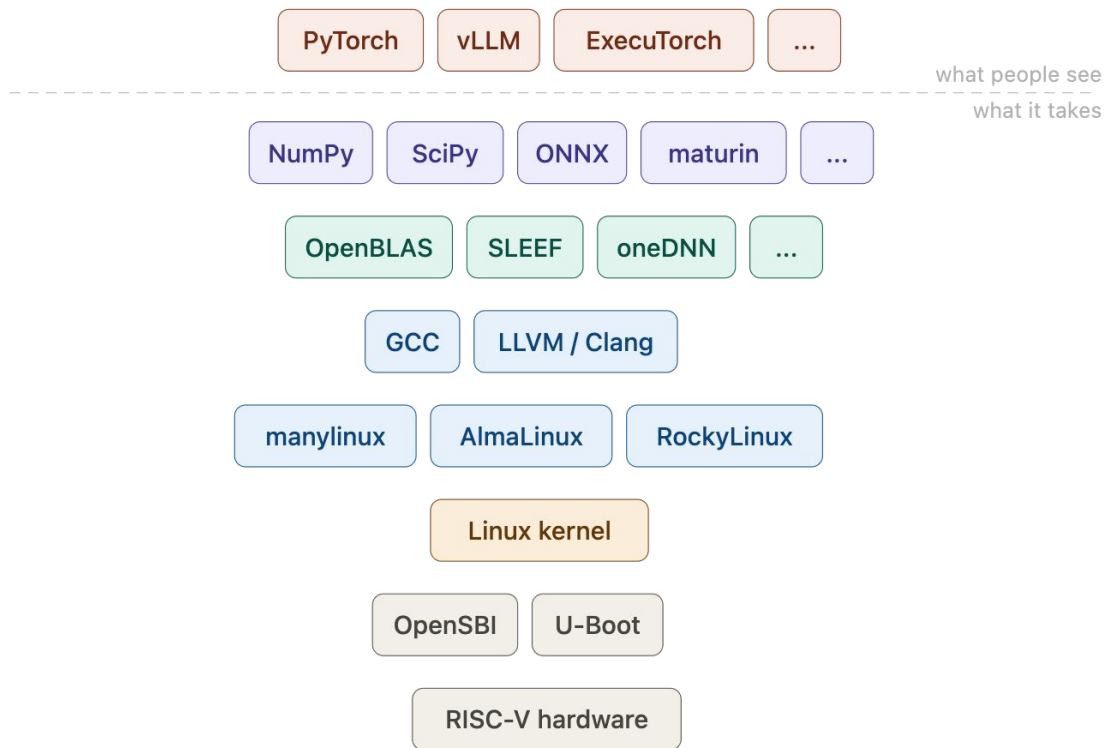 PyTorch vLLM ExecuTorch ...
what people see
what it takes
NumPy SciPy ONNX maturin ...
OpenBLAS SLEEF oneDNN ...
GCC LLVM / Clang
manylinux AlmaLinux RockyLinux
Linux kernel
OpenSBI U-Boot
RISC-V hardware